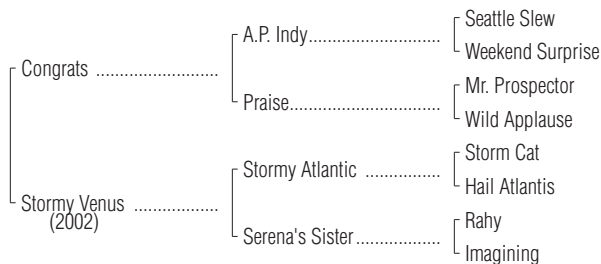 Seattle Slew
A.P. Indy
Weekend Surprise
Congrats
Mr. Prospector
Praise
Wild Applause
Storm Cat
Stormy Atlantic
Hail Atlantis
Stormy Venus
(2002)
Rahy
Serena's Sister
Imagining